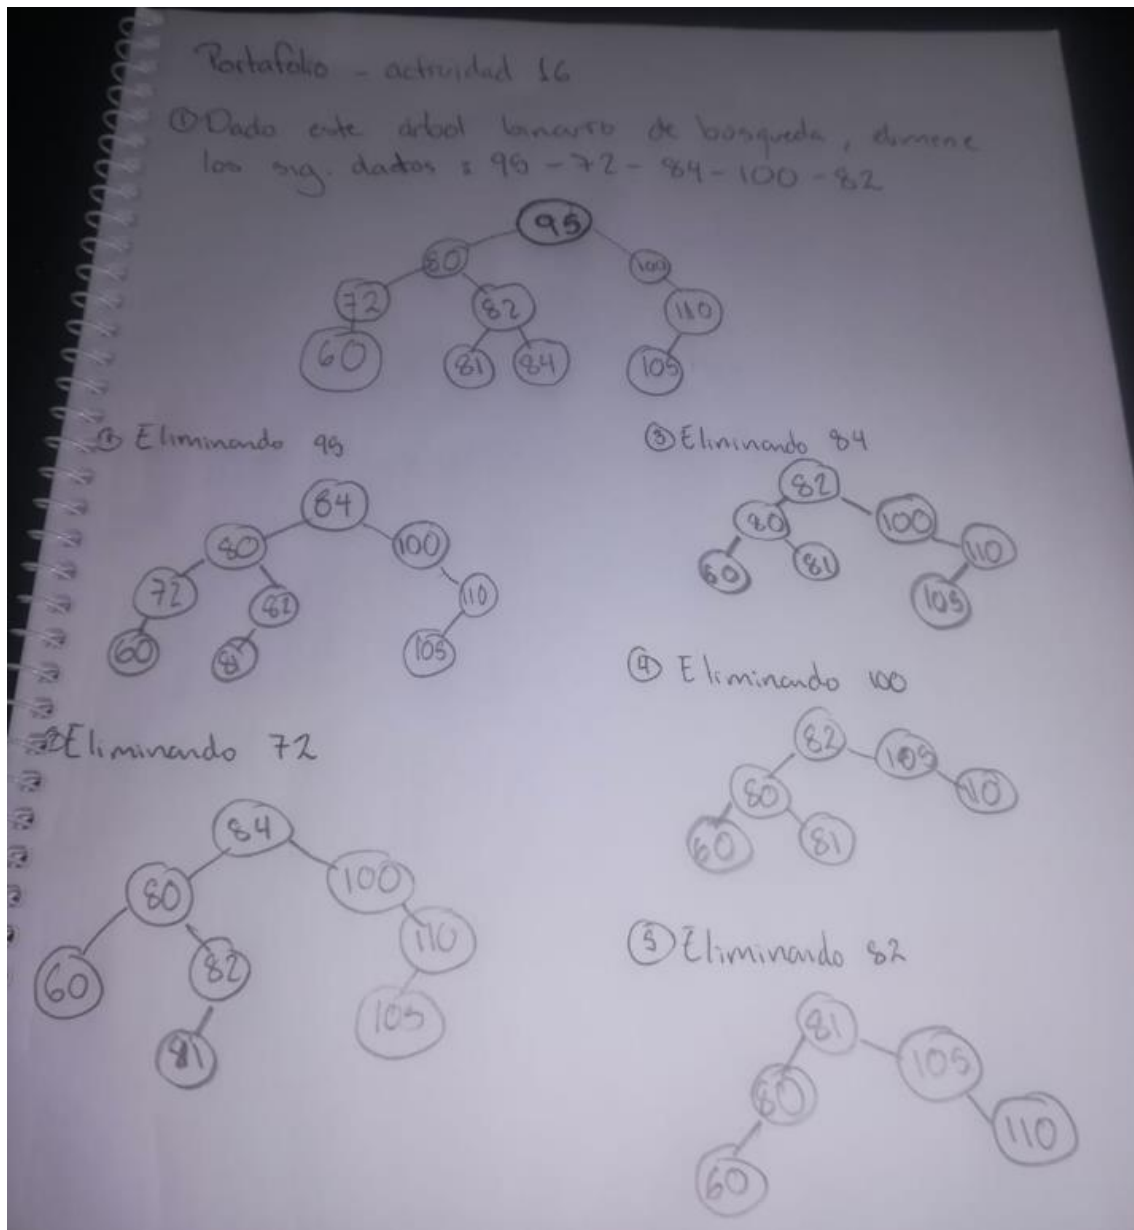 Portafolio - actividad 16
① Dado este árbol binario de búsqueda, elimene
los sig. datos : 95 - 72 - 84 - 100 - 82
95
80 100
72 82 110
60 81 84 105
① Eliminando 95
84
80 100
72 82 110
60 81 105
2 Eliminando 72
84
80 100
60 82 110
81 105
③ Eliminando 84
82
80 100
60 81 110
105
④ Eliminando 100
82
80 105
60 81 110
⑤ Eliminando 82
81
80 105
60 110